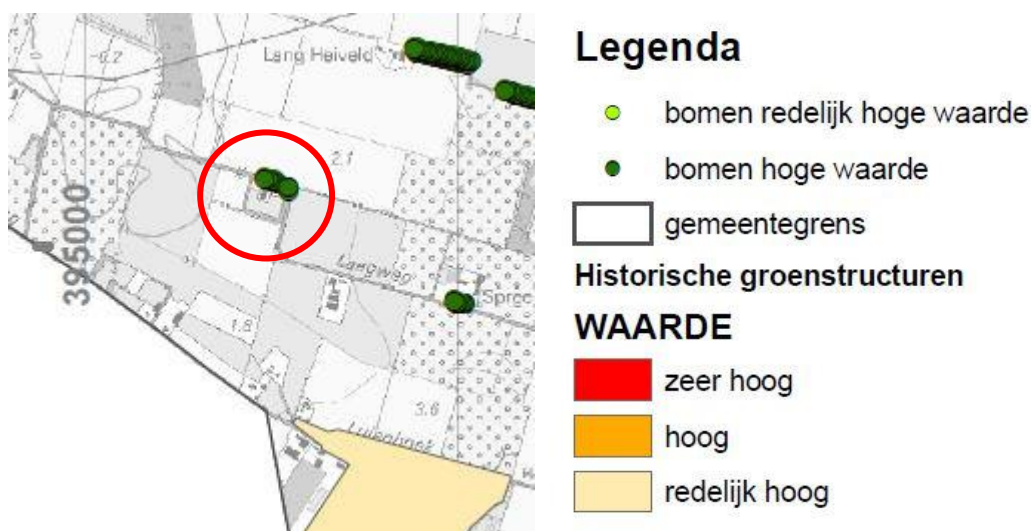 Lang Heiveld
2.1
395000
Langweg
1.8
3.6
Legenda
bomen redelijk hoge waarde
bomen hoge waarde
gemeentegrens
Historische groenstructuren
WAARDE
zeer hoog
hoog
redelijk hoog